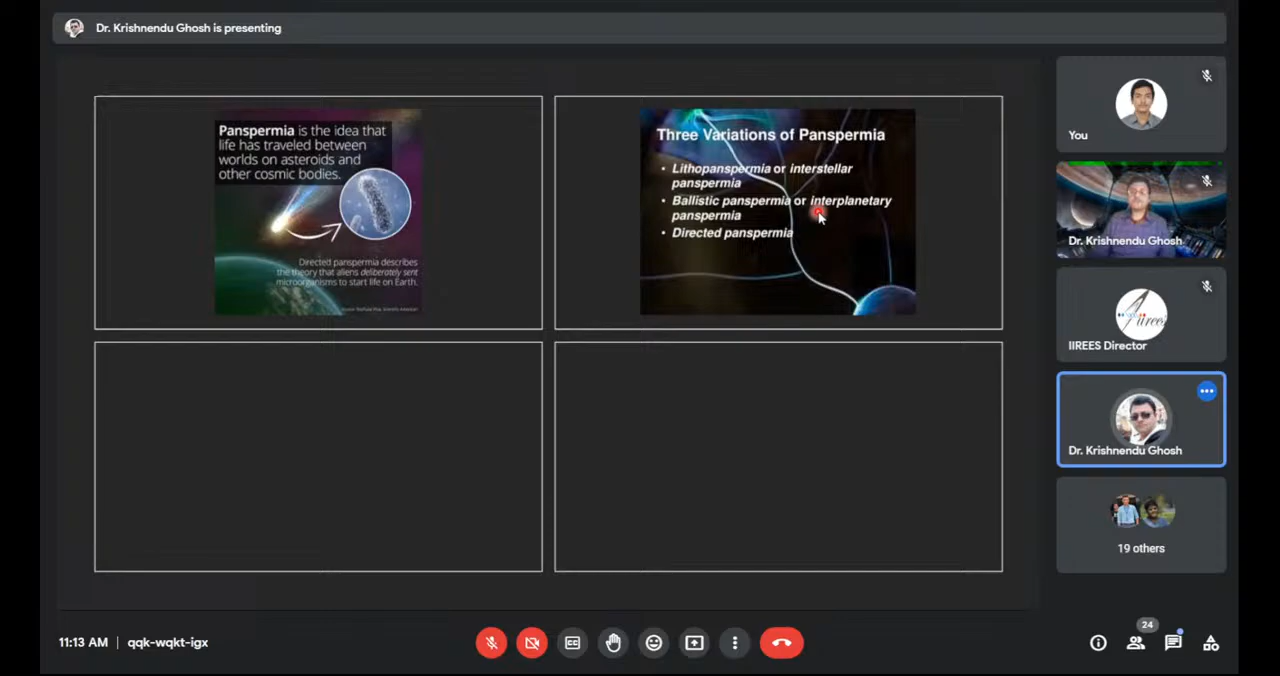 Dr. Krishnendu Ghosh is presenting
Panspermia is the idea that
life has traveled between
worlds on asteroids and
other cosmic bodies.
Directed panspermia describes
the theory that aliens deliberately sent
microorganisms to start life on Earth.
Three Variations of Panspermia
• Lithopanspermia or interstellar
panspermia
• Ballistic panspermia or interplanetary
panspermia
• Directed panspermia
You
Dr. Krishnendu Ghosh
IIREES Director
Dr. Krishnendu Ghosh
19 others
11:13 AM | qqk-wqkt-igx
CC
24